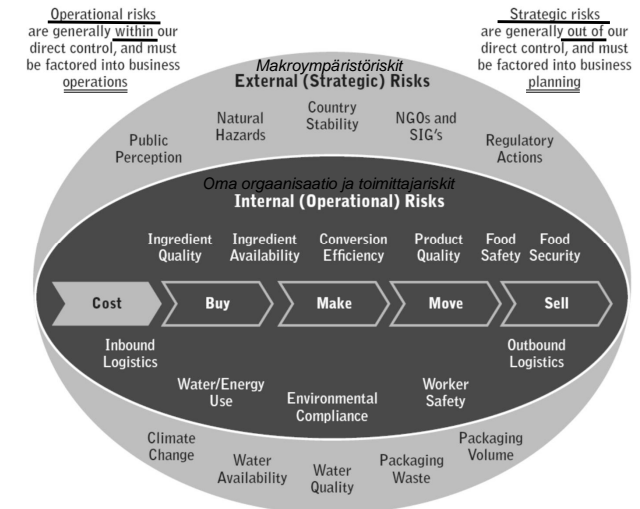 Operational risks
are generally within our
direct control, and must
be factored into business
operations
Strategic risks
are generally out of our
direct control, and must
be factored into business
planning
Makroympäristöriskit
External (Strategic) Risks
Public
Perception
Natural
Hazards
Country
Stability
NGOs and
SIG's
Regulatory
Actions
Oma orgaanisaatio ja toimittajariskit
Internal (Operational) Risks
Ingredient
Quality
Ingredient
Availability
Conversion
Efficiency
Product
Quality
Food
Safety
Food
Security
Cost
Buy
Make
Move
Sell
Inbound
Logistics
Outbound
Logistics
Water/Energy
Use
Environmental
Compliance
Worker
Safety
Climate
Change
Water
Availability
Water
Quality
Packaging
Waste
Packaging
Volume